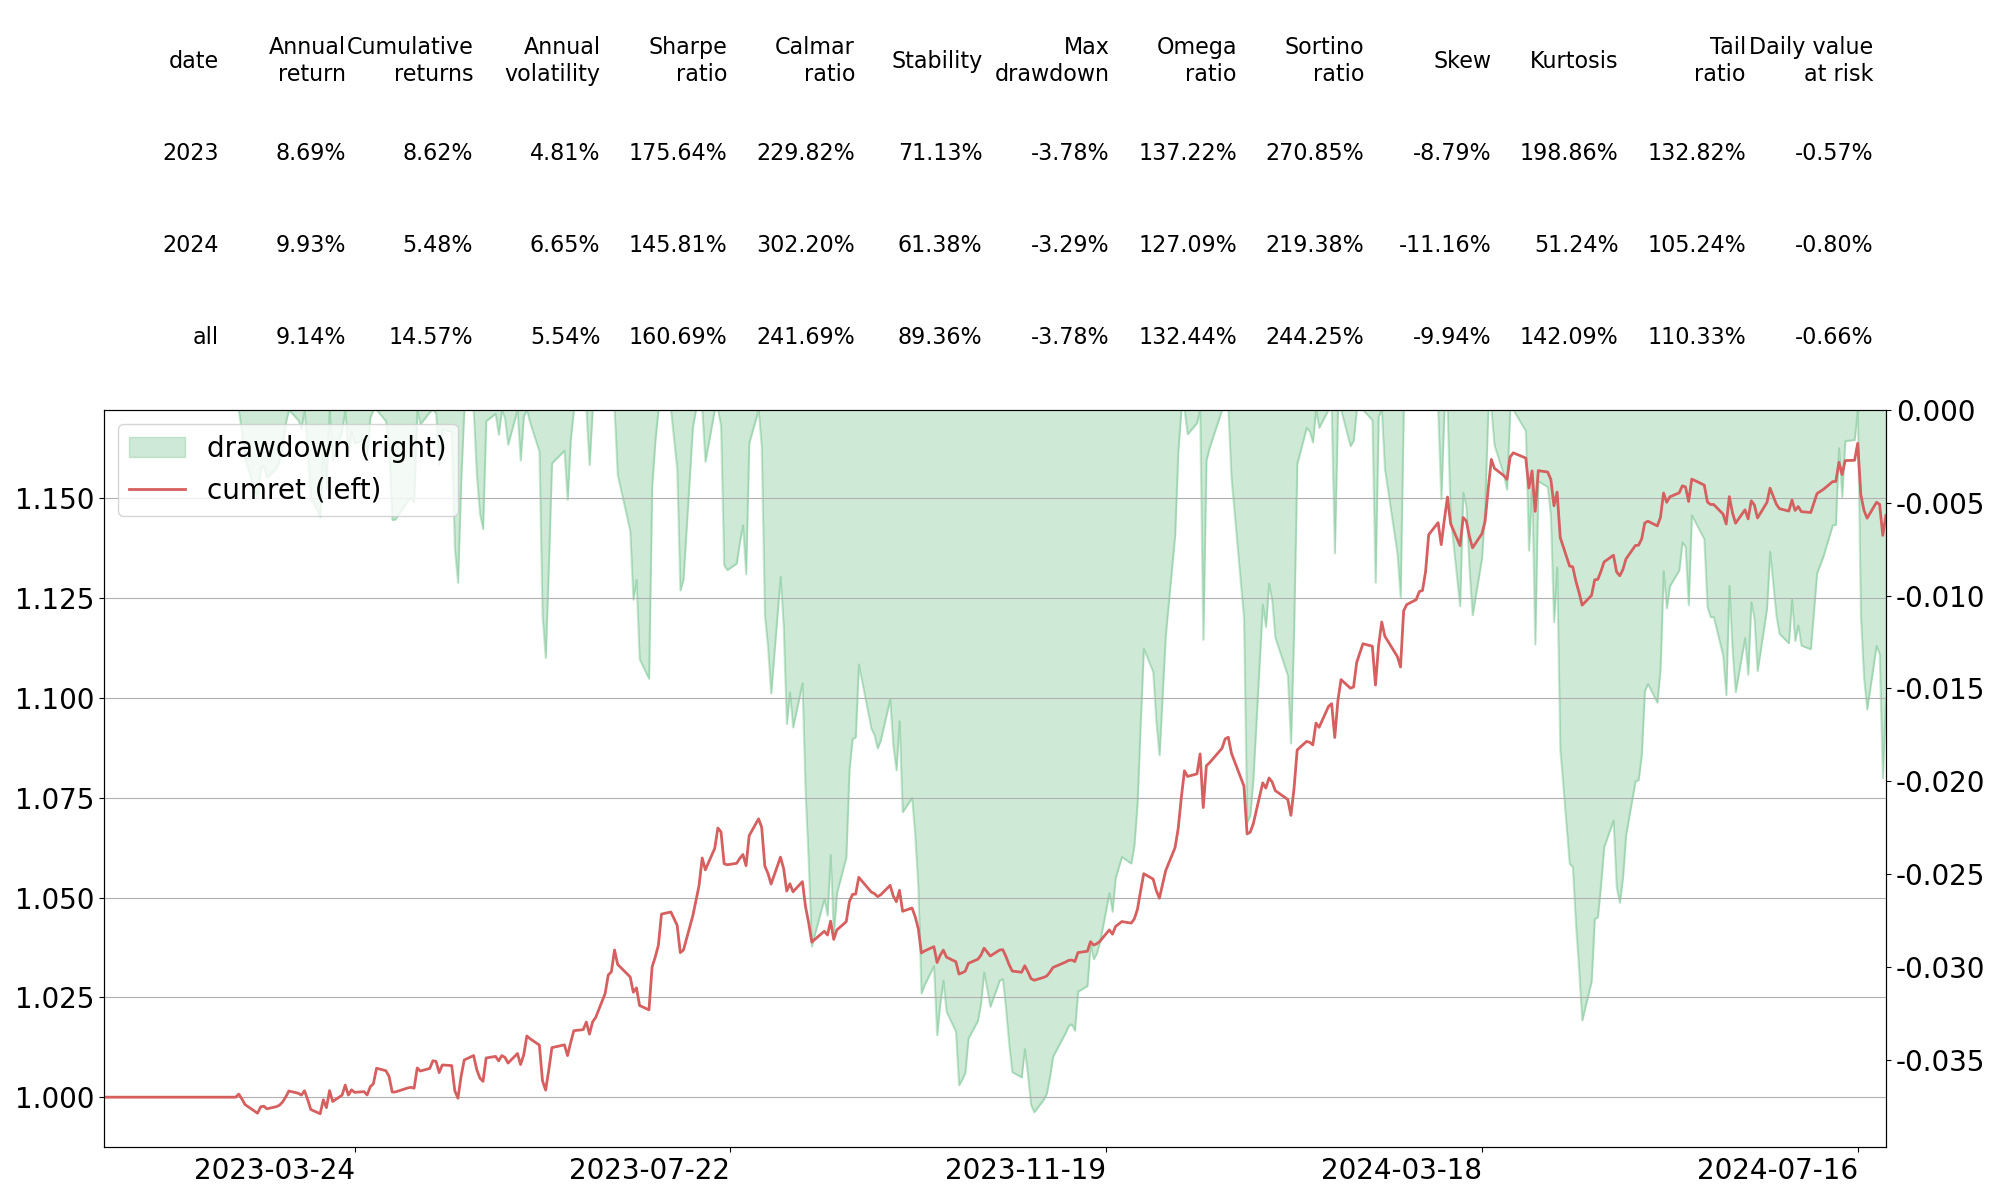 date Annual return Cumulative returns Annual volatility Sharpe ratio Calmar ratio Stability Max drawdown Omega ratio Sortino ratio Skew Kurtosis Tail ratio Daily value at risk
2023 8.69% 8.62% 4.81% 175.64% 229.82% 71.13% -3.78% 137.22% 270.85% -8.79% 198.86% 132.82% -0.57%
2024 9.93% 5.48% 6.65% 145.81% 302.20% 61.38% -3.29% 127.09% 219.38% -11.16% 51.24% 105.24% -0.80%
all 9.14% 14.57% 5.54% 160.69% 241.69% 89.36% -3.78% 132.44% 244.25% -9.94% 142.09% 110.33% -0.66%
drawdown (right)
cumret (left)
1.150
1.125
1.100
1.075
1.050
1.025
1.000
0.000
-0.005
-0.010
-0.015
-0.020
-0.025
-0.030
-0.035
2023-03-24 2023-07-22 2023-11-19 2024-03-18 2024-07-16